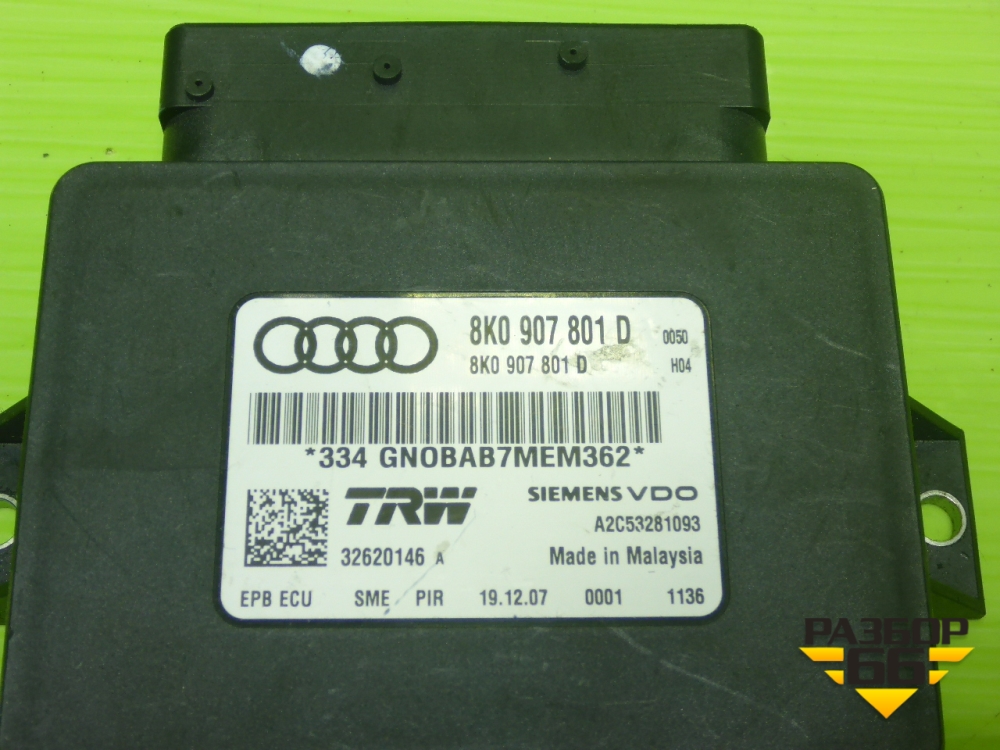 8K0 907 801 D 0050
8K0 907 801 D H04
*334 GNOBAB7MEM362*
TRW SIEMENS VDO
A2C53281093
32620146 A Made in Malaysia
EPB ECU SME PIR 19.12.07 0001 1136
РАЗБОР
66